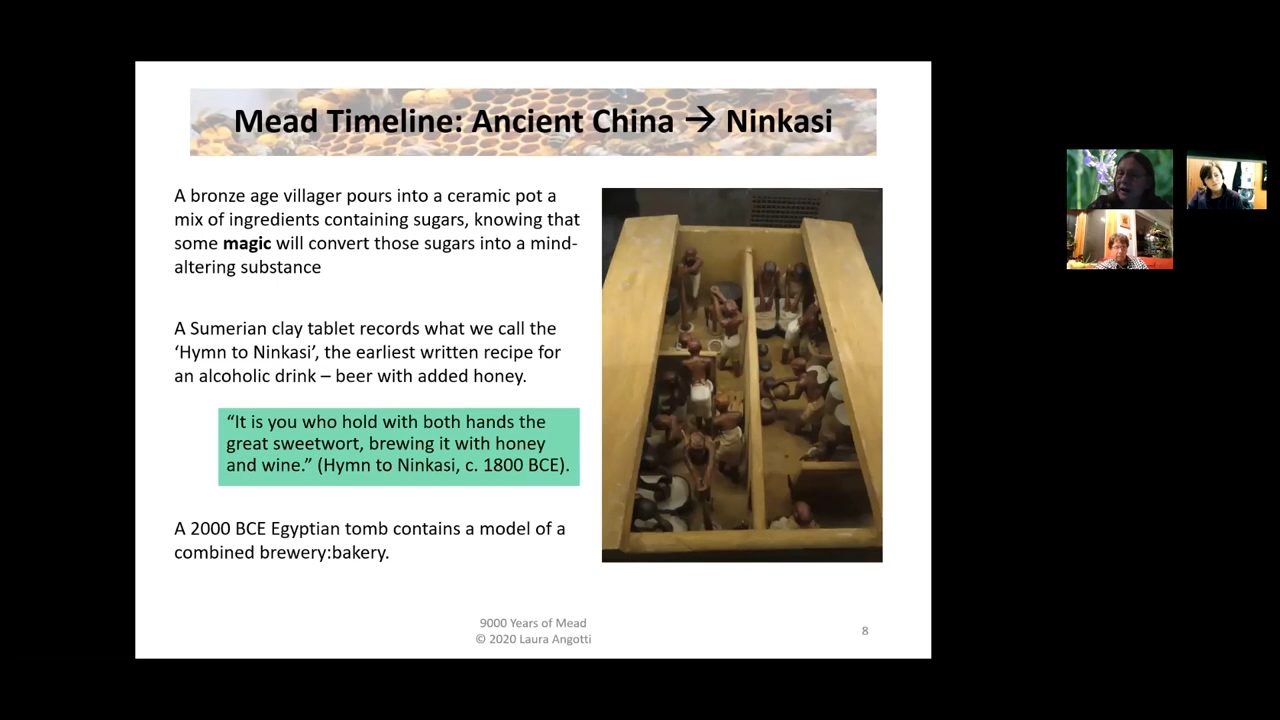 Mead Timeline: Ancient China → Ninkasi
A bronze age villager pours into a ceramic pot a
mix of ingredients containing sugars, knowing that
some magic will convert those sugars into a mind-
altering substance
A Sumerian clay tablet records what we call the
‘Hymn to Ninkasi’, the earliest written recipe for
an alcoholic drink – beer with added honey.
“It is you who hold with both hands the
great sweetwort, brewing it with honey
and wine.” (Hymn to Ninkasi, c. 1800 BCE).
A 2000 BCE Egyptian tomb contains a model of a
combined brewery:bakery.
9000 Years of Mead
© 2020 Laura Angotti
8